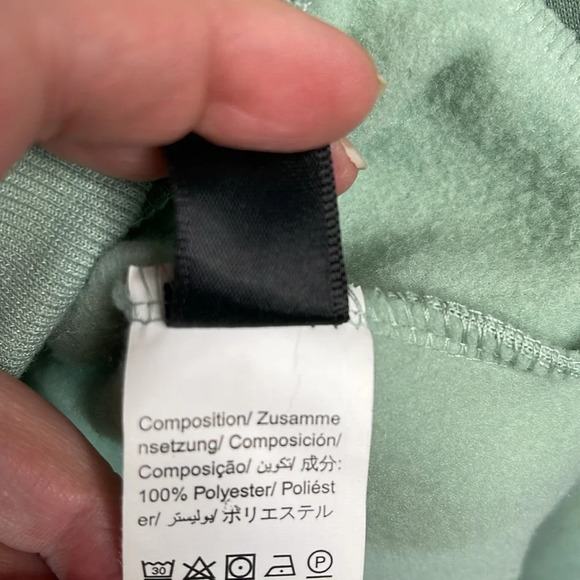 Composition/ Zusamme
nsetzung/ Composición/
Composição/ تكوين/ 成分:
100% Polyester/ Poliést
er/ بوليستر/ ポリエステル
30
P